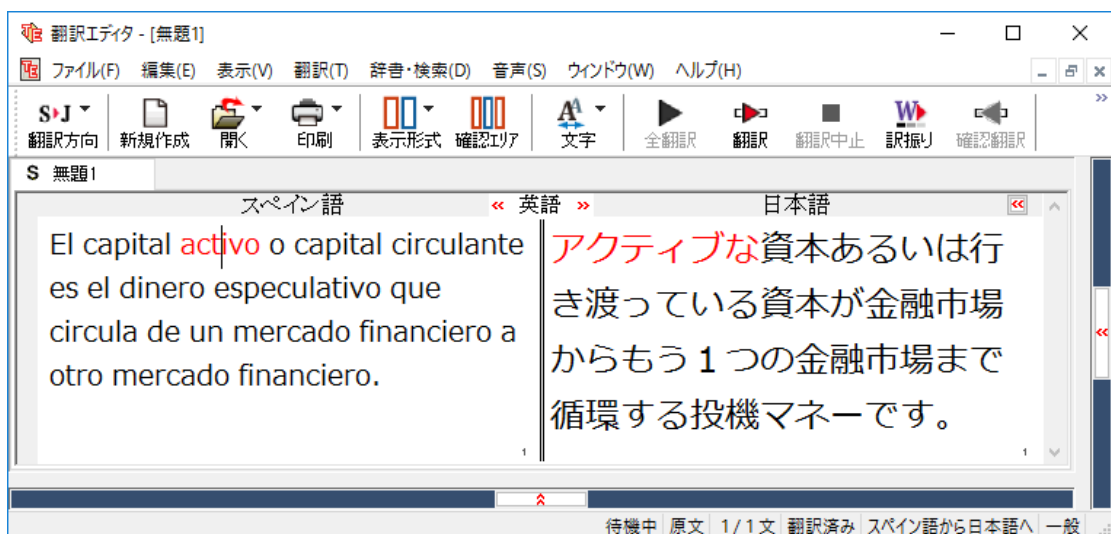 翻訳エディタ - [無題1]
ファイル(F) 編集(E) 表示(V) 翻訳(T) 辞書・検索(D) 音声(S) ウィンドウ(W) ヘルプ(H)
S▸J
翻訳方向 新規作成 開く 印刷 表示形式 確認エリア 文字 全翻訳 翻訳 翻訳中止 訳振り 確認翻訳
S 無題1
スペイン語 « 英語 » 日本語 «
El capital activo o capital circulante
es el dinero especulativo que
circula de un mercado financiero a
otro mercado financiero.
1
アクティブな資本あるいは行
き渡っている資本が金融市場
からもう1つの金融市場まで
循環する投機マネーです。
1
待機中 原文 1/1文 翻訳済み スペイン語から日本語へ 一般